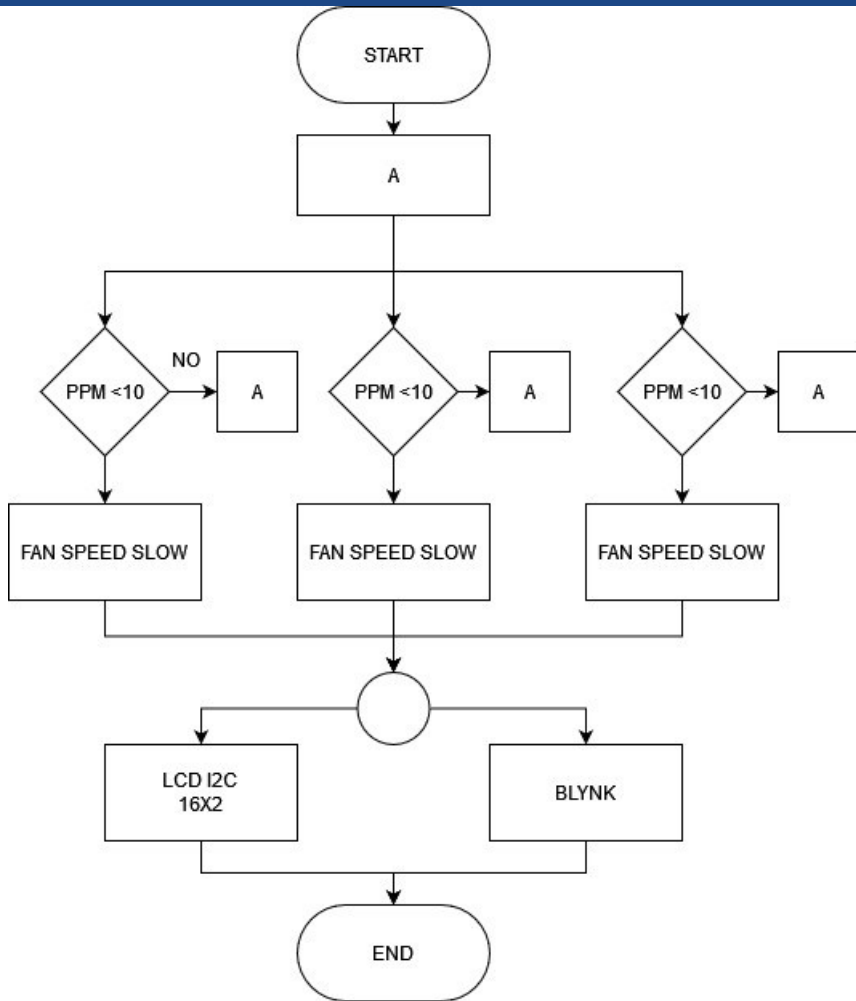 START
A
NO
PPM <10
A
PPM <10
A
PPM <10
A
FAN SPEED SLOW
FAN SPEED SLOW
FAN SPEED SLOW
LCD I2C
16X2
BLYNK
END